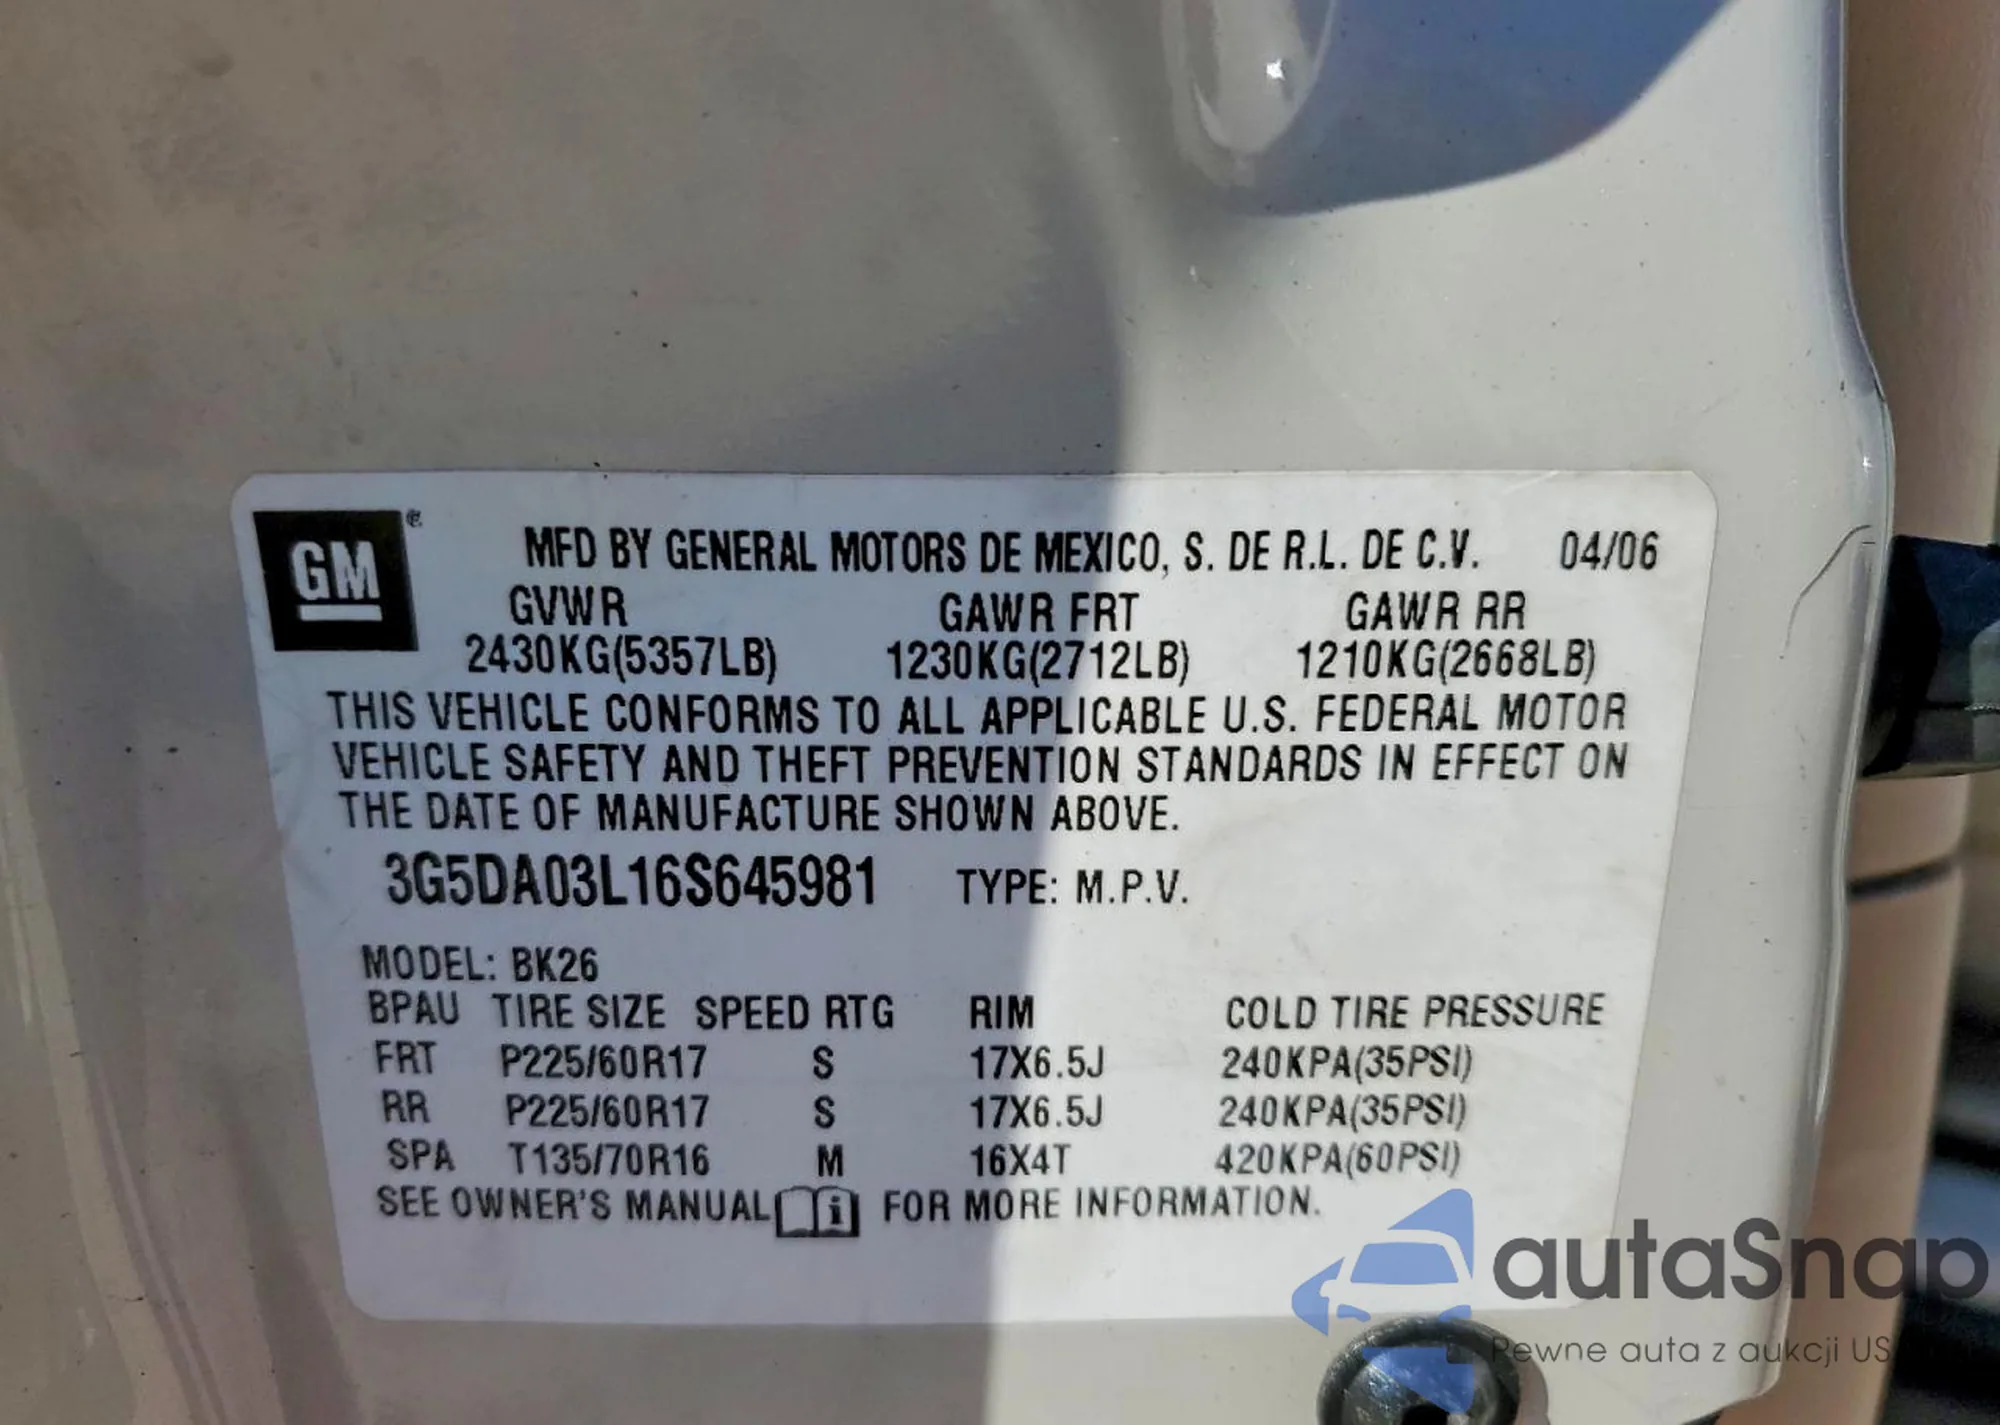 GM
MFD BY GENERAL MOTORS DE MEXICO, S. DE R.L. DE C.V. 04/06
GVWR GAWR FRT GAWR RR
2430KG(5357LB) 1230KG(2712LB) 1210KG(2668LB)
THIS VEHICLE CONFORMS TO ALL APPLICABLE U.S. FEDERAL MOTOR
VEHICLE SAFETY AND THEFT PREVENTION STANDARDS IN EFFECT ON
THE DATE OF MANUFACTURE SHOWN ABOVE.
3G5DA03L16S645981 TYPE: M.P.V.
MODEL: BK26
BPAU TIRE SIZE SPEED RTG RIM COLD TIRE PRESSURE
FRT P225/60R17 S 17X6.5J 240KPA(35PSI)
RR P225/60R17 S 17X6.5J 240KPA(35PSI)
SPA T135/70R16 M 16X4T 420KPA(60PSI)
SEE OWNER'S MANUAL i FOR MORE INFORMATION.
autaSnap
Pewne auta z aukcji US